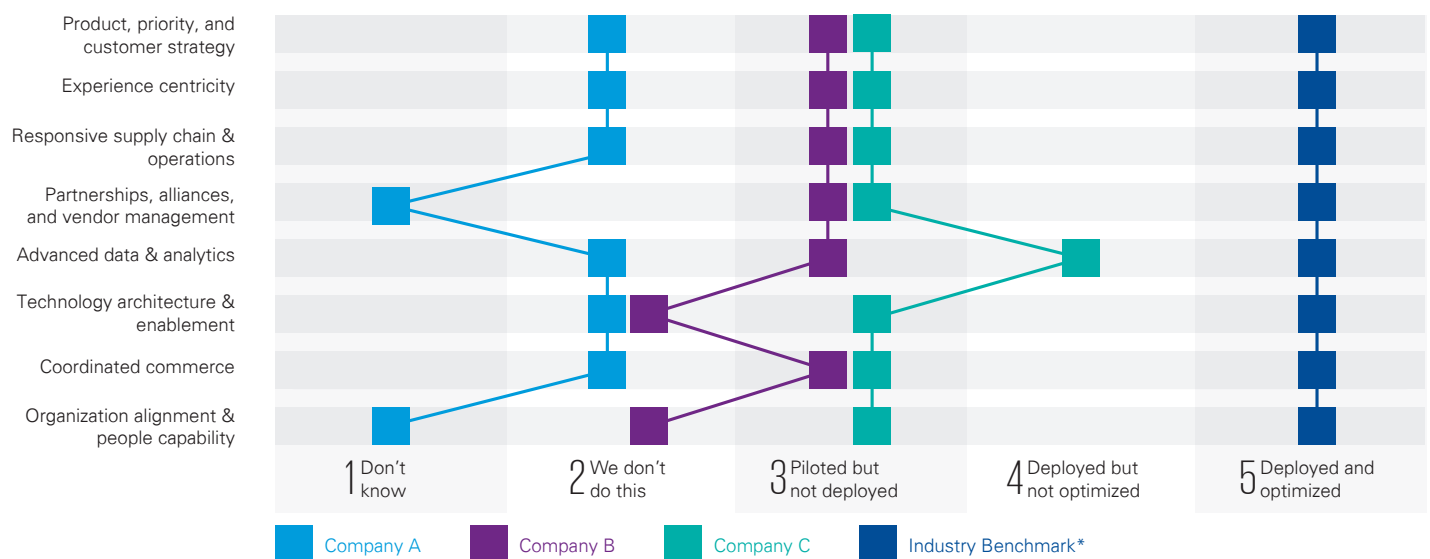 Product, priority, and
customer strategy
Experience centricity
Responsive supply chain &
operations
Partnerships, alliances,
and vendor management
Advanced data & analytics
Technology architecture &
enablement
Coordinated commerce
Organization alignment &
people capability
1 Don't
know
2 We don't
do this
3 Piloted but
not deployed
4 Deployed but
not optimized
5 Deployed and
optimized
Company A
Company B
Company C
Industry Benchmark*